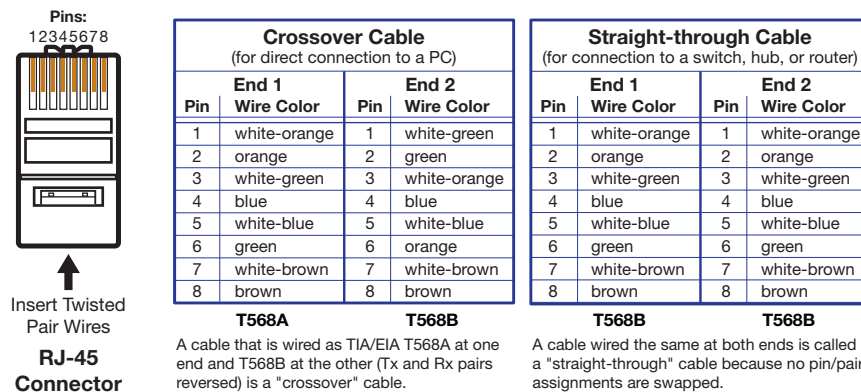 Pins:
12345678
Insert Twisted
Pair Wires
RJ-45
Connector
Crossover Cable
(for direct connection to a PC)
End 1 End 2
Pin Wire Color Pin Wire Color
1 white-orange 1 white-green
2 orange 2 green
3 white-green 3 white-orange
4 blue 4 blue
5 white-blue 5 white-blue
6 green 6 orange
7 white-brown 7 white-brown
8 brown 8 brown
T568A T568B
A cable that is wired as TIA/EIA T568A at one
end and T568B at the other (Tx and Rx pairs
reversed) is a "crossover" cable.
Straight-through Cable
(for connection to a switch, hub, or router)
End 1 End 2
Pin Wire Color Pin Wire Color
1 white-orange 1 white-orange
2 orange 2 orange
3 white-green 3 white-green
4 blue 4 blue
5 white-blue 5 white-blue
6 green 6 green
7 white-brown 7 white-brown
8 brown 8 brown
T568B T568B
A cable wired the same at both ends is called
a "straight-through" cable because no pin/pair
assignments are swapped.